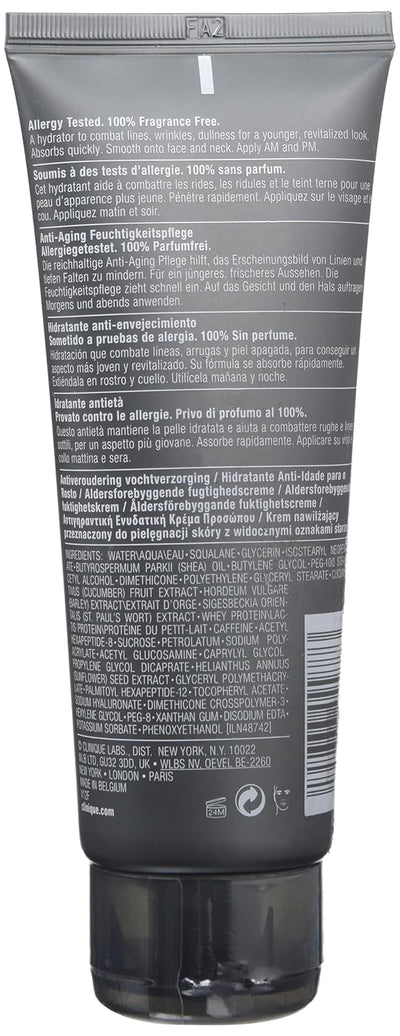 FA2
Allergy Tested. 100% Fragrance Free.
A hydrator to combat lines, wrinkles, dullness for a younger, revitalized look.
Absorbs quickly. Smooth onto face and neck. Apply AM and PM.
Soumis à des tests d'allergie. 100% sans parfum.
Cet hydratant aide à combattre les rides, les ridules et le teint terne pour une
peau d'apparence plus jeune. Pénètre rapidement. Appliquez sur le visage et le
cou. Appliquez matin et soir.
Anti-Aging Feuchtigkeitspflege
Allergiegetestet. 100% Parfumfrei.
Die reichhaltige Anti-Aging Pflege hilft, das Erscheinungsbild von Linien und
tiefen Falten zu mindern. Für ein jüngeres, frischeres Aussehen. Die
Feuchtigkeitspflege zieht schnell ein. Auf das Gesicht und den Hals auftragen.
Morgens und abends anwenden.
Hidratante anti-envejecimiento
Sometido a pruebas de alergia. 100% Sin perfume.
Hidratación que combate líneas, arrugas y piel apagada, para conseguir un
aspecto más joven y revitalizado. Su fórmula se absorbe rápidamente.
Extiéndala en rostro y cuello. Utilícela mañana y noche.
Idratante antietà
Provato contro le allergie. Privo di profumo al 100%.
Questo antietà mantiene la pelle idratata e aiuta a combattere rughe e linee
sottili, per un aspetto più giovane. Assorbe rapidamente. Applicare su viso e
collo mattina e sera.
Antiveroudering vochtverzorging / Hidratante Anti-Idade para o
Rosto / Aldersforebyggende fugtighedscreme / Åldersförebyggande
fuktighetskrem / Åldersförebyggande fuktighetscreme /
Αντιγηραντική Ενυδατική Κρέμα Προσώπου / Krem nawilżający
przeznaczony do pielęgnacji skóry z widocznymi oznakami
INGREDIENTS: WATER\AQUA\EAU • SQUALANE • GLYCERIN • ISOSTEARYL
LATE • BUTYROSPERMUM PARKII (SHEA) OIL • BUTYLENE GLYCOL • PEG-100
CETYL ALCOHOL • DIMETHICONE • POLYETHYLENE • GLYCERYL STEARATE •
TIVUS (CUCUMBER) FRUIT EXTRACT • HORDEUM VULGARE
(BARLEY) EXTRACT\EXTRAIT D'ORGE • SIGESBECKIA ORIEN-
TALIS (ST. PAUL'S WORT) EXTRACT • WHEY PROTEIN\LAC-
TIS PROTEIN\PROTÉINE DU PETIT-LAIT • CAFFEINE • ACETYL
HEXAPEPTIDE-8 • SUCROSE • PETROLATUM • SODIUM POLY-
ACRYLATE • ACETYL GLUCOSAMINE • CAPRYLYL GLYCOL •
PROPYLENE GLYCOL DICAPRATE • HELIANTHUS ANNUUS
(SUNFLOWER) SEED EXTRACT • GLYCERYL POLYMETHACRY-
LATE • PALMITOYL HEXAPEPTIDE-12 • TOCOPHERYL ACETATE •
SODIUM HYALURONATE • DIMETHICONE CROSSPOLYMER-3 •
HEXYLENE GLYCOL • PEG-8 • XANTHAN GUM • DISODIUM EDTA •
POTASSIUM SORBATE • PHENOXYETHANOL [ILN48742]
© CLINIQUE LABS., DIST. NEW YORK, N.Y. 10022
WLB LTD, GU32 3DD, UK • WLBS NV. OEVEL BE-2260
NEW YORK • LONDON • PARIS
MADE IN BELGIUM
clinique.com
24M